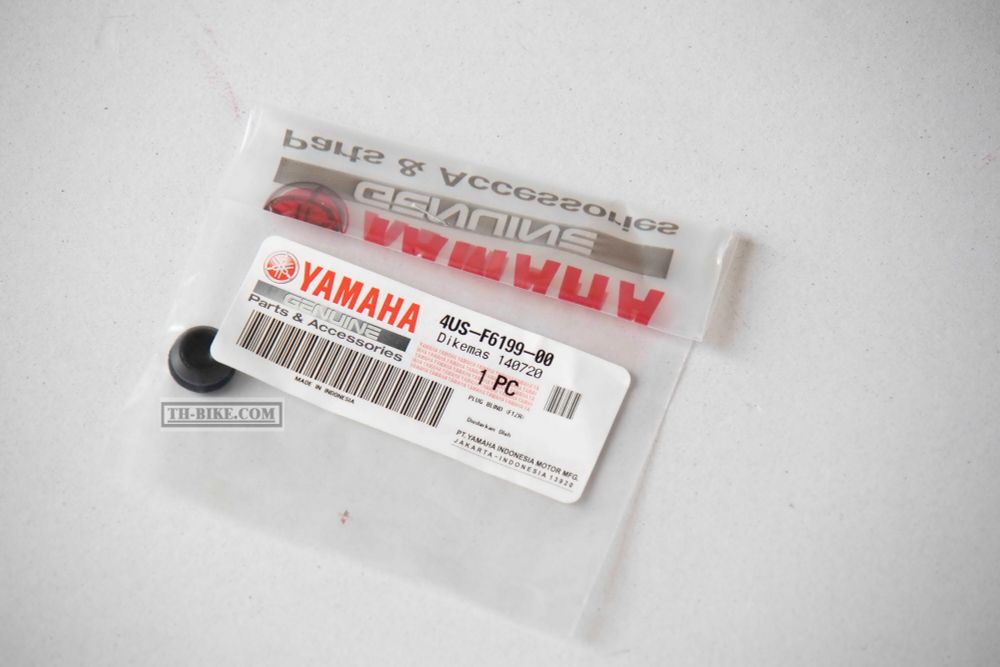 Parts & Accessories
GENUINE
YAMAHA
YAMAHA
GENUINE
Parts & Accessories
MADE IN INDONESIA
4US-F6199-00
Dikemas 140720
1 PC
PLUG BLIND (F1ZR)
Diedarkan Oleh
PT. YAMAHA INDONESIA MOTOR MFG.
JAKARTA-INDONESIA 13920
TH-BIKE.COM